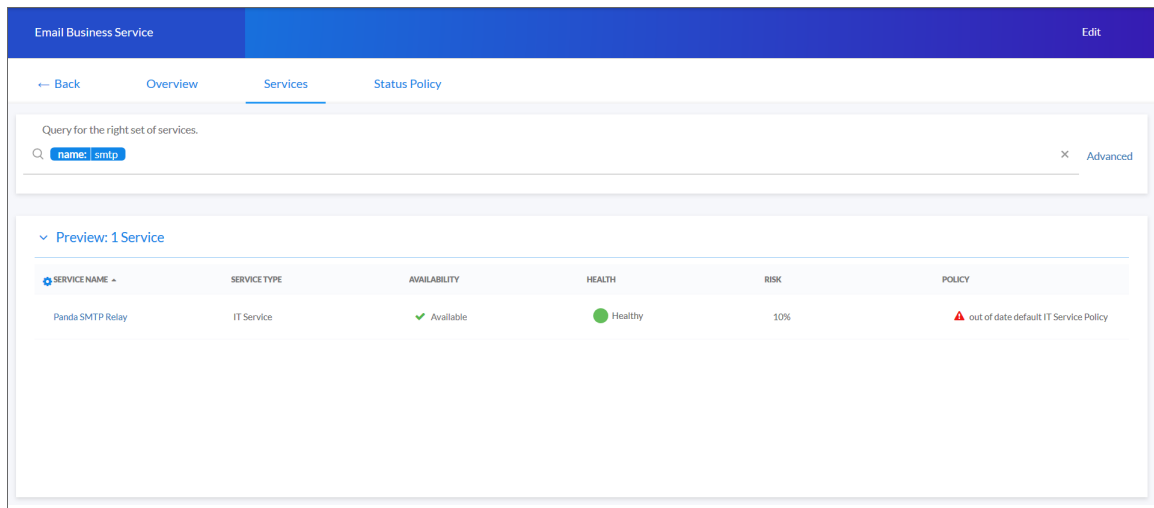 Email Business Service Edit
← Back Overview Services Status Policy
Query for the right set of services.
name: smtp × Advanced
Preview: 1 Service
SERVICE NAME SERVICE TYPE AVAILABILITY HEALTH RISK POLICY
Panda SMTP Relay IT Service Available Healthy 10% out of date default IT Service Policy